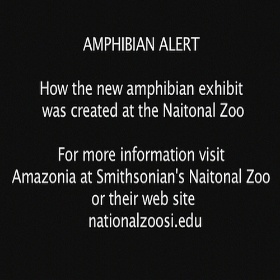 AMPHIBIAN ALERT
How the new amphibian exhibit
was created at the Naitonal Zoo
For more information visit
Amazonia at Smithsonian's Naitonal Zoo
or their web site
nationalzoosi.edu